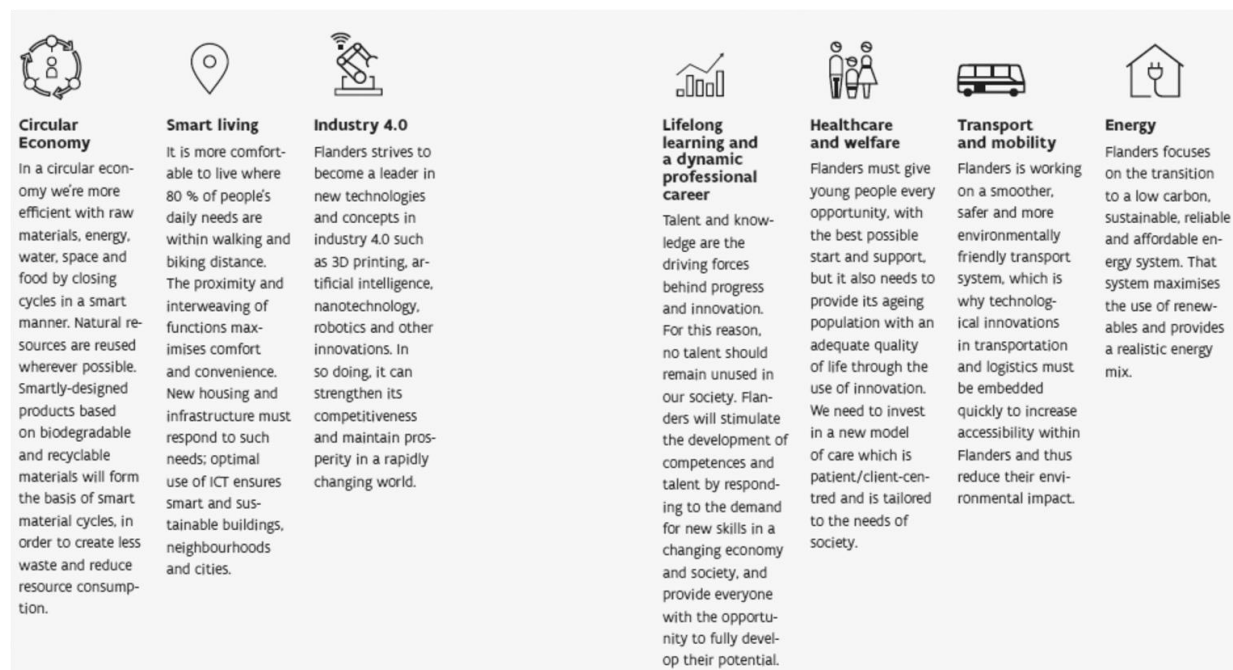 Circular
Economy
In a circular econ-
omy we're more
efficient with raw
materials, energy,
water, space and
food by closing
cycles in a smart
manner. Natural re-
sources are reused
wherever possible.
Smartly-designed
products based
on biodegradable
and recyclable
materials will form
the basis of smart
material cycles, in
order to create less
waste and reduce
resource consump-
tion.
Smart living
It is more comfort-
able to live where
80 % of people's
daily needs are
within walking and
biking distance.
The proximity and
interweaving of
functions max-
imises comfort
and convenience.
New housing and
infrastructure must
respond to such
needs; optimal
use of ICT ensures
smart and sus-
tainable buildings,
neighbourhoods
and cities.
Industry 4.0
Flanders strives to
become a leader in
new technologies
and concepts in
industry 4.0 such
as 3D printing, ar-
tificial intelligence,
nanotechnology,
robotics and other
innovations. In
so doing, it can
strengthen its
competitiveness
and maintain pros-
perity in a rapidly
changing world.
Lifelong
learning and
a dynamic
professional
career
Talent and know-
ledge are the
driving forces
behind progress
and innovation.
For this reason,
no talent should
remain unused in
our society. Flan-
ders will stimulate
the development of
competences and
talent by respond-
ing to the demand
for new skills in a
changing economy
and society, and
provide everyone
with the opportu-
nity to fully devel-
op their potential.
Healthcare
and welfare
Flanders must give
young people every
opportunity, with
the best possible
start and support,
but it also needs to
provide its ageing
population with an
adequate quality
of life through the
use of innovation.
We need to invest
in a new model
of care which is
patient/client-cen-
tred and is tailored
to the needs of
society.
Transport
and mobility
Flanders is working
on a smoother,
safer and more
environmentally
friendly transport
system, which is
why technolog-
ical innovations
in transportation
and logistics must
be embedded
quickly to increase
accessibility within
Flanders and thus
reduce their envi-
ronmental impact.
Energy
Flanders focuses
on the transition
to a low carbon,
sustainable, reliable
and affordable en-
ergy system. That
system maximises
the use of renew-
ables and provides
a realistic energy
mix.